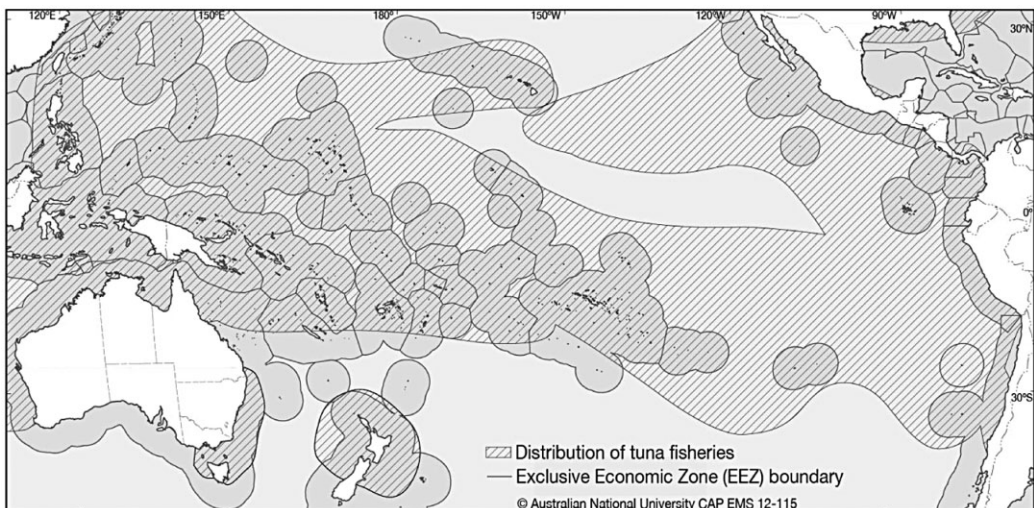 120°E 150°E 180° 150°W 120°W 90°W
30°N
0°
30°S
Distribution of tuna fisheries
Exclusive Economic Zone (EEZ) boundary
© Australian National University CAP EMS 12-115